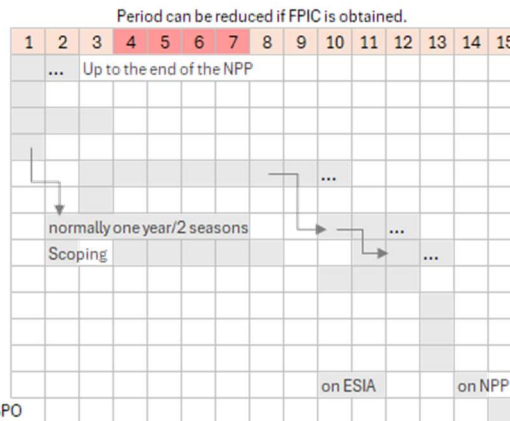 Period can be reduced if FPIC is obtained.
1 2 3 4 5 6 7 8 9 10 11 12 13 14 15
... Up to the end of the NPP
...
normally one year/2 seasons ...
Scoping ...
on ESIA on NPP
PO